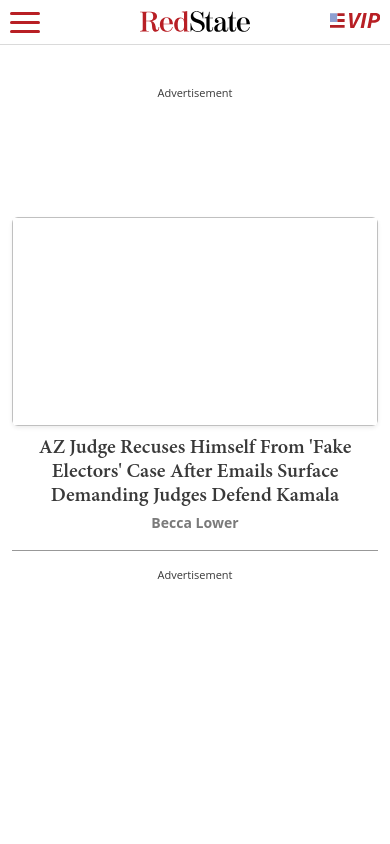 RedState
VIP
Advertisement
AZ Judge Recuses Himself From 'Fake
Electors' Case After Emails Surface
Demanding Judges Defend Kamala
Becca Lower
Advertisement